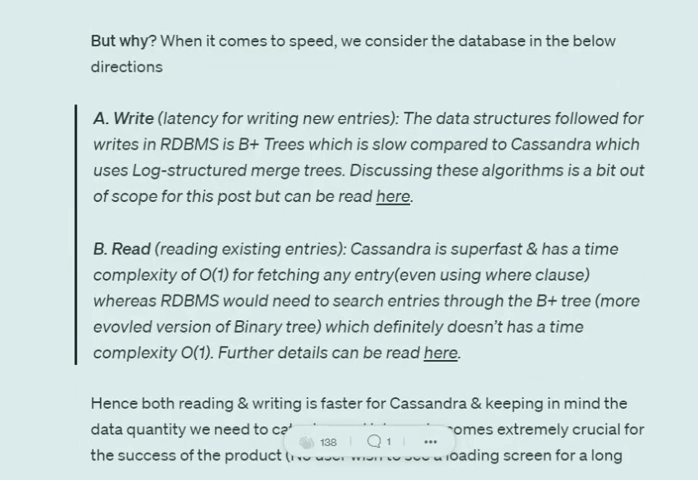 But why? When it comes to speed, we consider the database in the below
directions
A. Write (latency for writing new entries): The data structures followed for
writes in RDBMS is B+ Trees which is slow compared to Cassandra which
uses Log-structured merge trees. Discussing these algorithms is a bit out
of scope for this post but can be read here.
B. Read (reading existing entries): Cassandra is superfast & has a time
complexity of O(1) for fetching any entry(even using where clause)
whereas RDBMS would need to search entries through the B+ tree (more
evovled version of Binary tree) which definitely doesn't has a time
complexity O(1). Further details can be read here.
Hence both reading & writing is faster for Cassandra & keeping in mind the
data quantity we need to extremely crucial for
the success of the product loading screen for a long
138
1